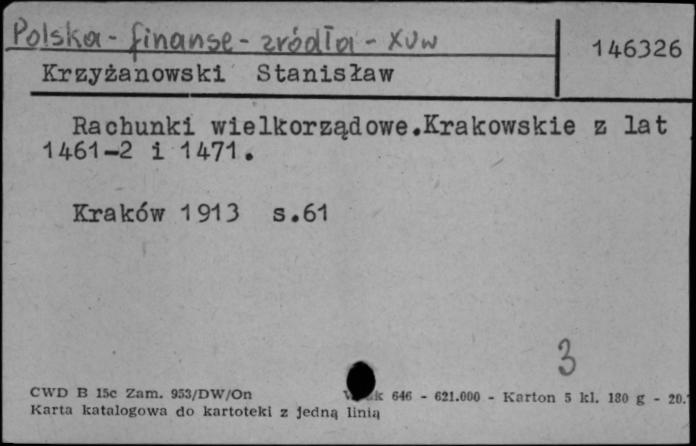 Polska - finanse - źródła - XVw
146326
Krzyżanowski Stanisław
Rachunki wielkorządowe.Krakowskie z lat
1461-2 i 1471.
Kraków 1913 s.61
3
CWD B 15c Zam. 953/DW/On 646 - 621.000 - Karton 5 kl. 180 g - 20.
Karta katalogowa do kartoteki z jedną linią